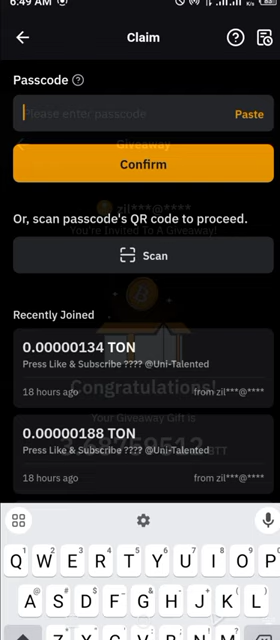 6:49 AM
Claim
Passcode
Please enter passcode
Paste
Giveaway
Confirm
zil***@****
You're Invited To A Giveaway!
Or, scan passcode's QR code to proceed.
Scan
Recently Joined
0.00000134 TON
Press Like & Subscribe ???? @Uni-Talented
Congratulations!
18 hours ago
from zil***@****
Your Giveaway Gift is
0.00000188 TON
BTT
Press Like & Subscribe ???? @Uni-Talented
18 hours ago
from zil***@****
Q W E R T Y U I O P
A S D F G H J K L
Z X C V B N M